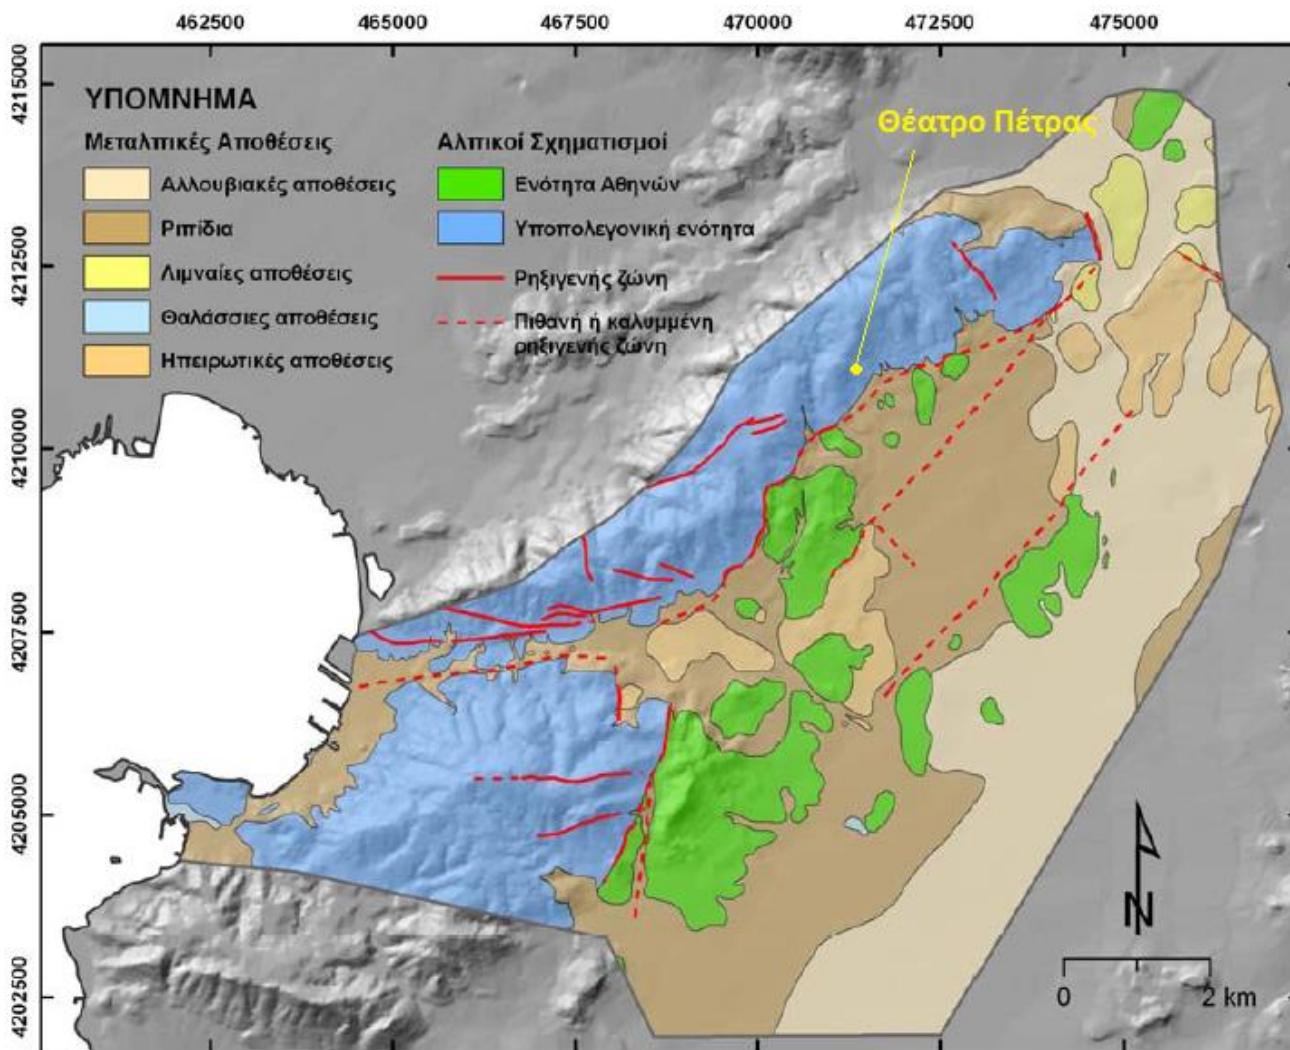 462500 465000 467500 470000 472500 475000
4215000
4212500
4210000
4207500
4205000
4202500
ΥΠΟΜΝΗΜΑ
Μεταλπικές Αποθέσεις
Αλλουβιακές αποθέσεις
Ριπίδια
Λιμναίες αποθέσεις
Θαλάσσιες αποθέσεις
Ηπειρωτικές αποθέσεις
Αλπικοί Σχηματισμοί
Ενότητα Αθηνών
Υποπολεγονική ενότητα
Ρηξιγενής ζώνη
Πιθανή ή καλυμμένη
ρηξιγενής ζώνη
Θέατρο Πέτρας
N
0 2 km